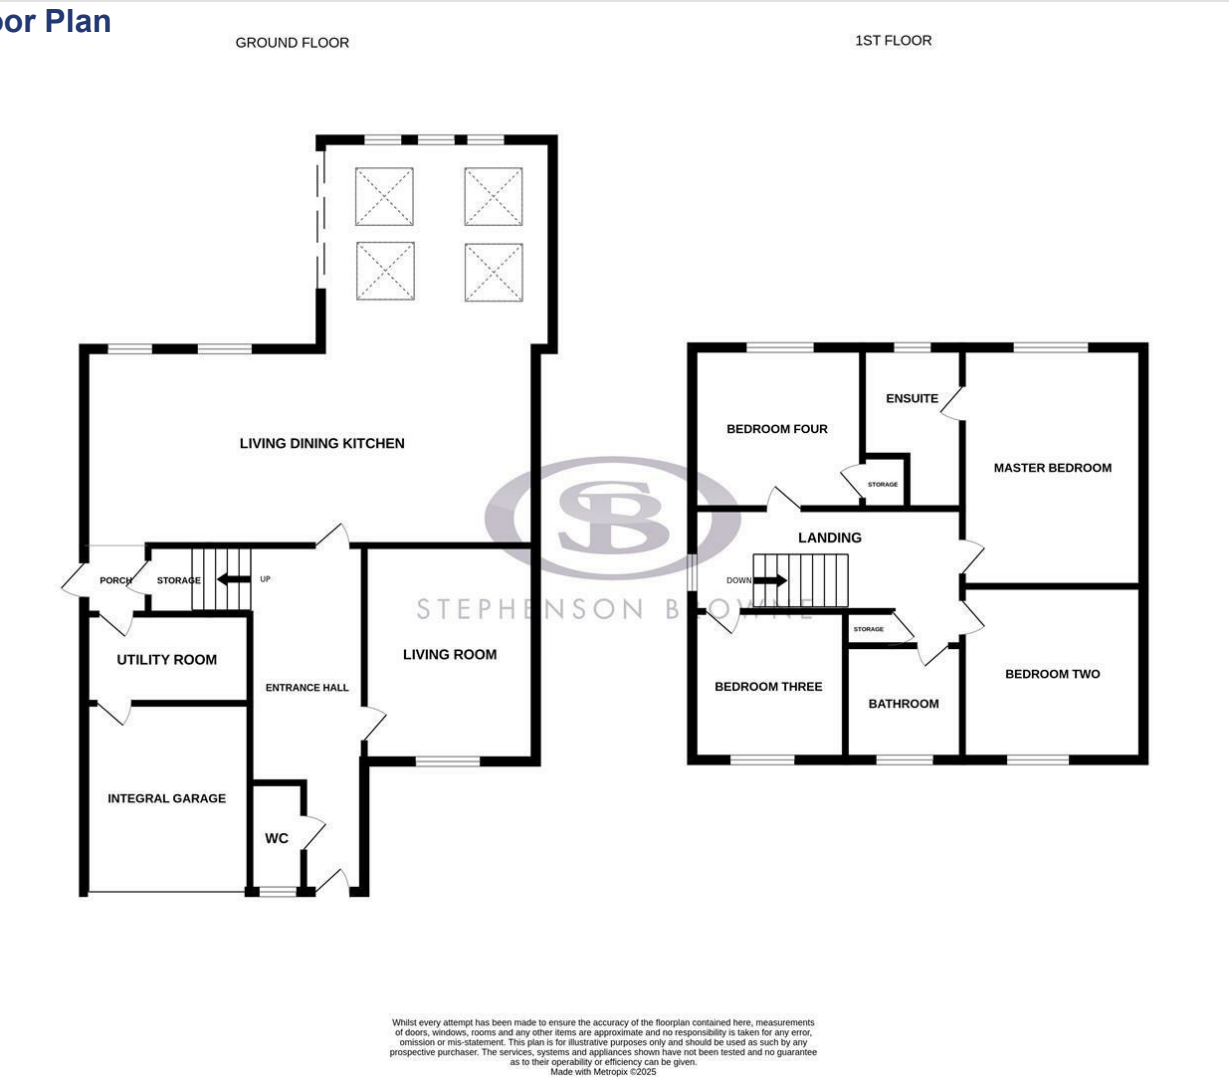 oor Plan
GROUND FLOOR
1ST FLOOR
LIVING DINING KITCHEN
PORCH
STORAGE
UP
UTILITY ROOM
LIVING ROOM
ENTRANCE HALL
INTEGRAL GARAGE
WC
BEDROOM FOUR
ENSUITE
MASTER BEDROOM
STORAGE
LANDING
DOWN
STORAGE
BEDROOM THREE
BATHROOM
BEDROOM TWO
SB
STEPHENSON BROWNE
Whilst every attempt has been made to ensure the accuracy of the floorplan contained here, measurements
of doors, windows, rooms and any other items are approximate and no responsibility is taken for any error,
omission or mis-statement. This plan is for illustrative purposes only and should be used as such by any
prospective purchaser. The services, systems and appliances shown have not been tested and no guarantee
as to their operability or efficiency can be given.
Made with Metropix ©2025